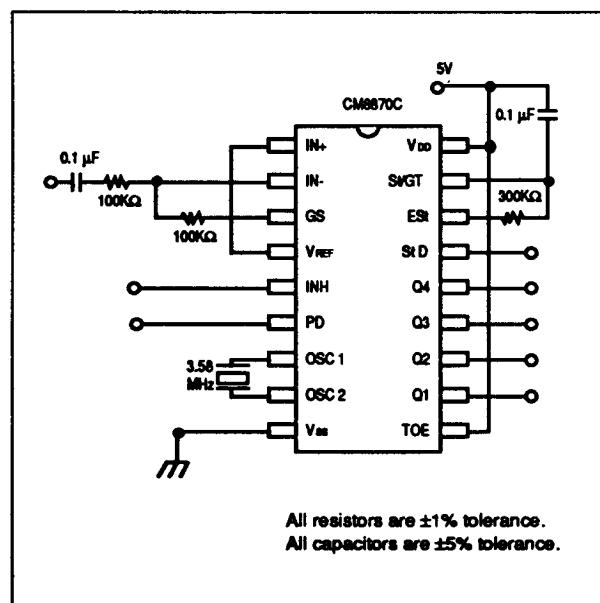 5V
CM8870C
0.1 µF
0.1 µF
IN+
VDD
IN-
St/GT
100KΩ
300KΩ
GS
ESt
100KΩ
VREF
St D
INH
Q4
PD
Q3
3.58
MHz
OSC 1
Q2
OSC 2
Q1
Vss
TOE
All resistors are ±1% tolerance.
All capacitors are ±5% tolerance.